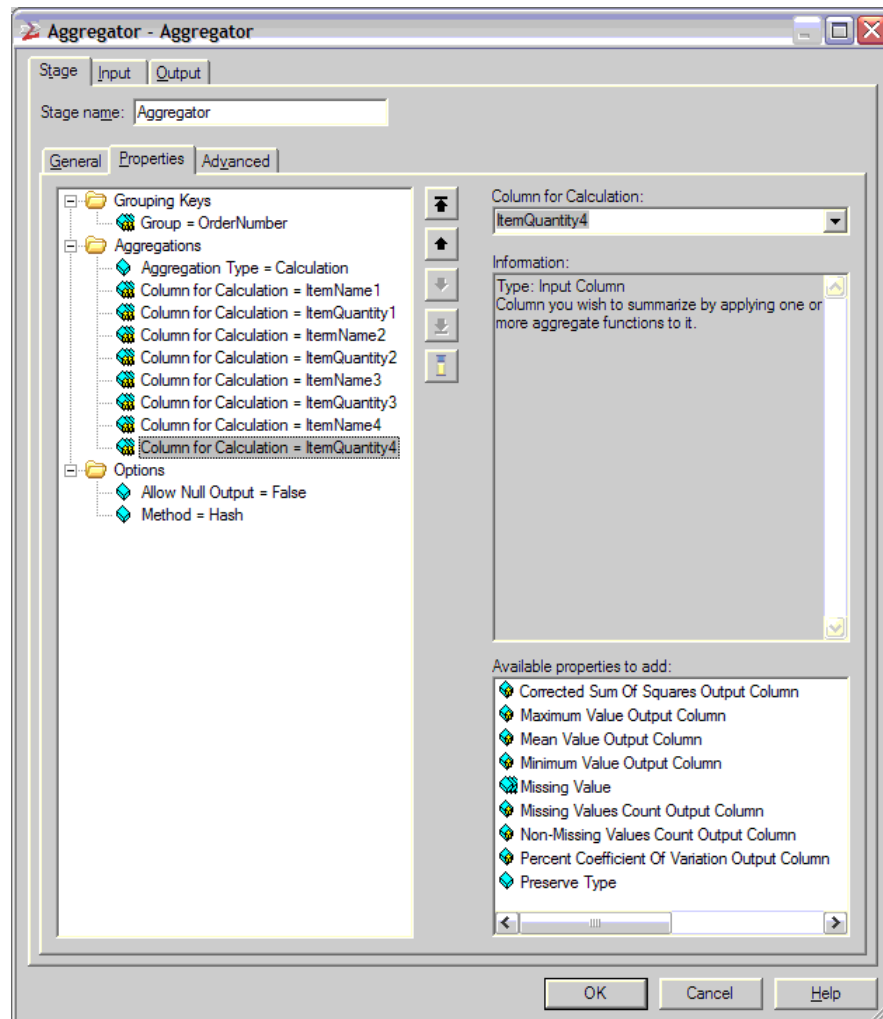 Aggregator - Aggregator
Stage Input Output
Stage name: Aggregator
General Properties Advanced
Grouping Keys
Group = OrderNumber
Aggregations
Aggregation Type = Calculation
Column for Calculation = ItemName1
Column for Calculation = ItemQuantity1
Column for Calculation = ItermName2
Column for Calculation = ItemQuantity2
Column for Calculation = ItemName3
Column for Calculation = ItemQuantity3
Column for Calculation = ItemName4
Column for Calculation = ItemQuantity4
Options
Allow Null Output = False
Method = Hash
Column for Calculation:
ItemQuantity4
Information:
Type: Input Column
Column you wish to summarize by applying one or
more aggregate functions to it.
Available properties to add:
Corrected Sum Of Squares Output Column
Maximum Value Output Column
Mean Value Output Column
Minimum Value Output Column
Missing Value
Missing Values Count Output Column
Non-Missing Values Count Output Column
Percent Coefficient Of Variation Output Column
Preserve Type
OK Cancel Help